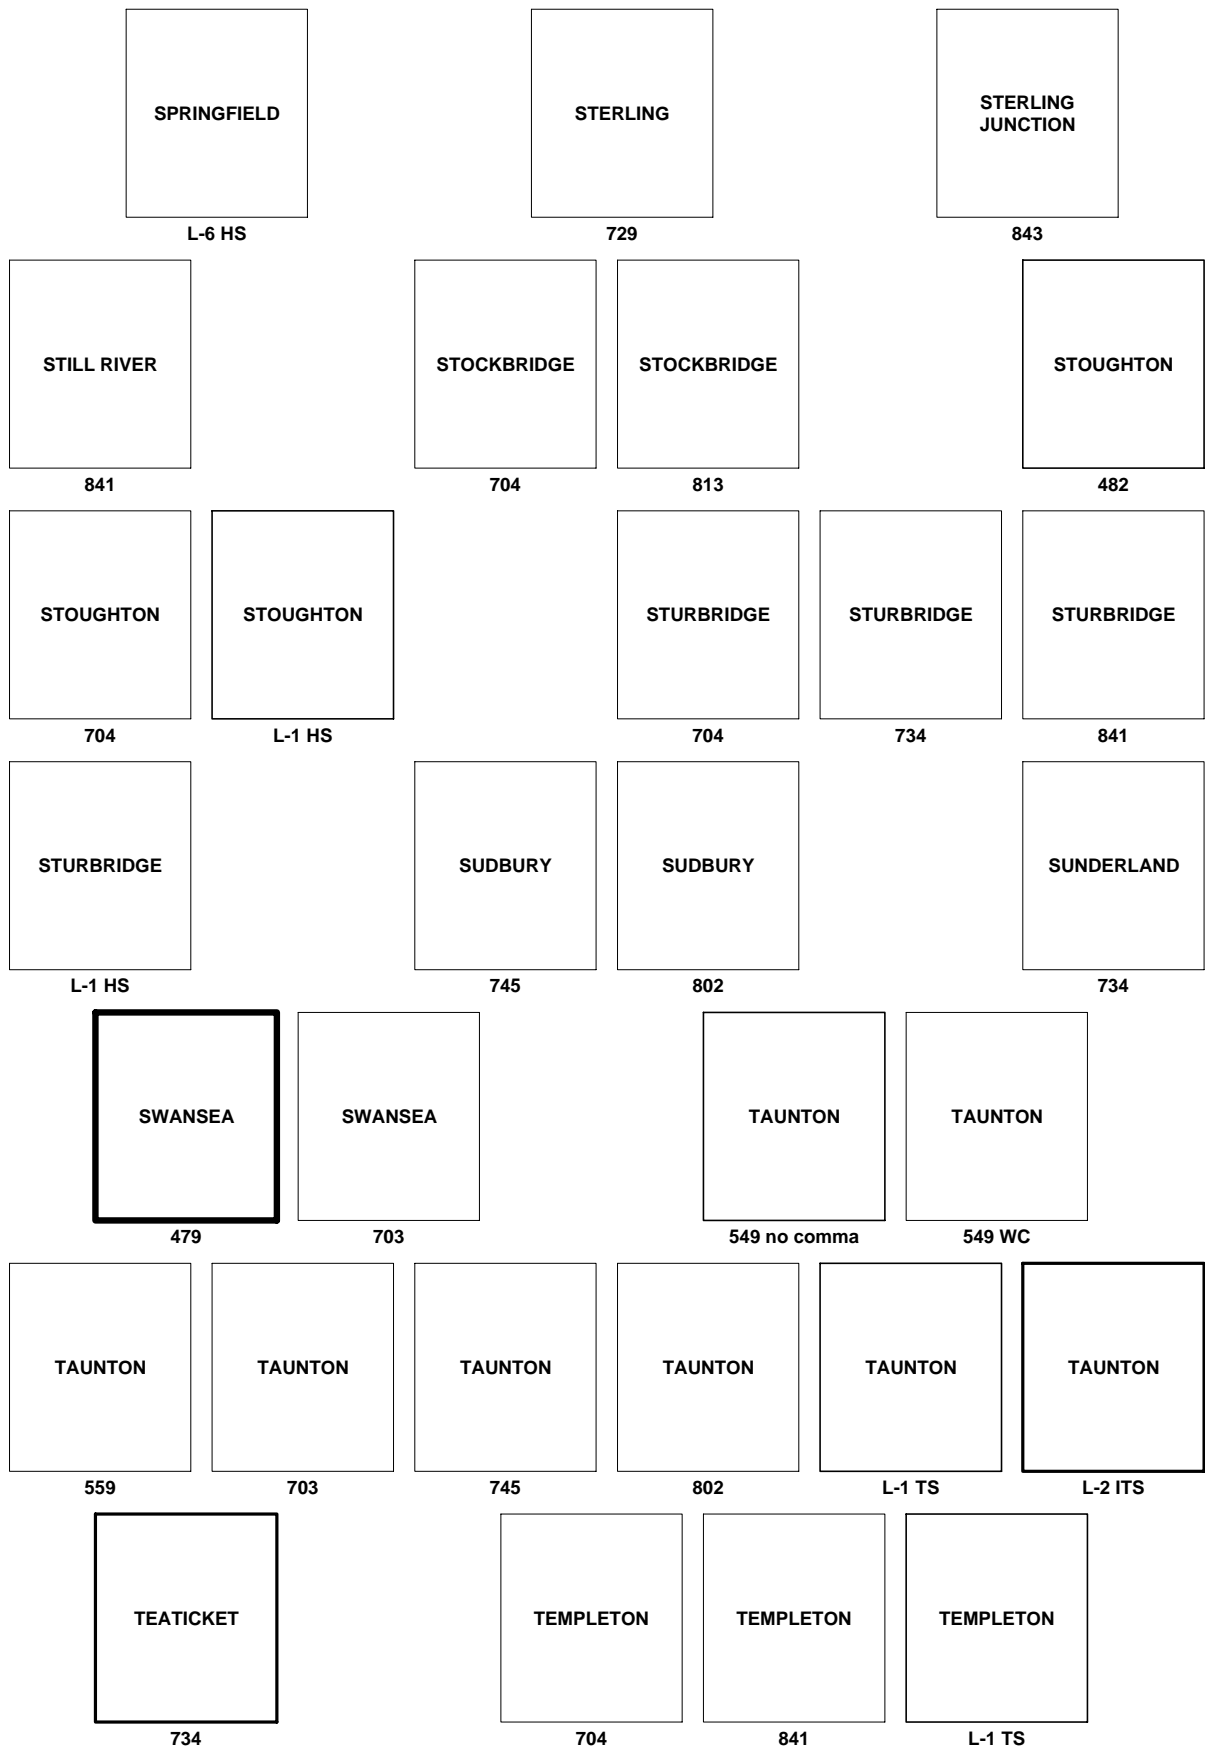 SPRINGFIELD
L-6 HS
STERLING
729
STERLING
JUNCTION
843
STILL RIVER
841
STOCKBRIDGE
704
STOCKBRIDGE
813
STOUGHTON
482
STOUGHTON
704
STOUGHTON
L-1 HS
STURBRIDGE
704
STURBRIDGE
734
STURBRIDGE
841
STURBRIDGE
L-1 HS
SUDBURY
745
SUDBURY
802
SUNDERLAND
734
SWANSEA
479
SWANSEA
703
TAUNTON
549 no comma
TAUNTON
549 WC
TAUNTON
559
TAUNTON
703
TAUNTON
745
TAUNTON
802
TAUNTON
L-1 TS
TAUNTON
L-2 ITS
TEATICKET
734
TEMPLETON
704
TEMPLETON
841
TEMPLETON
L-1 TS